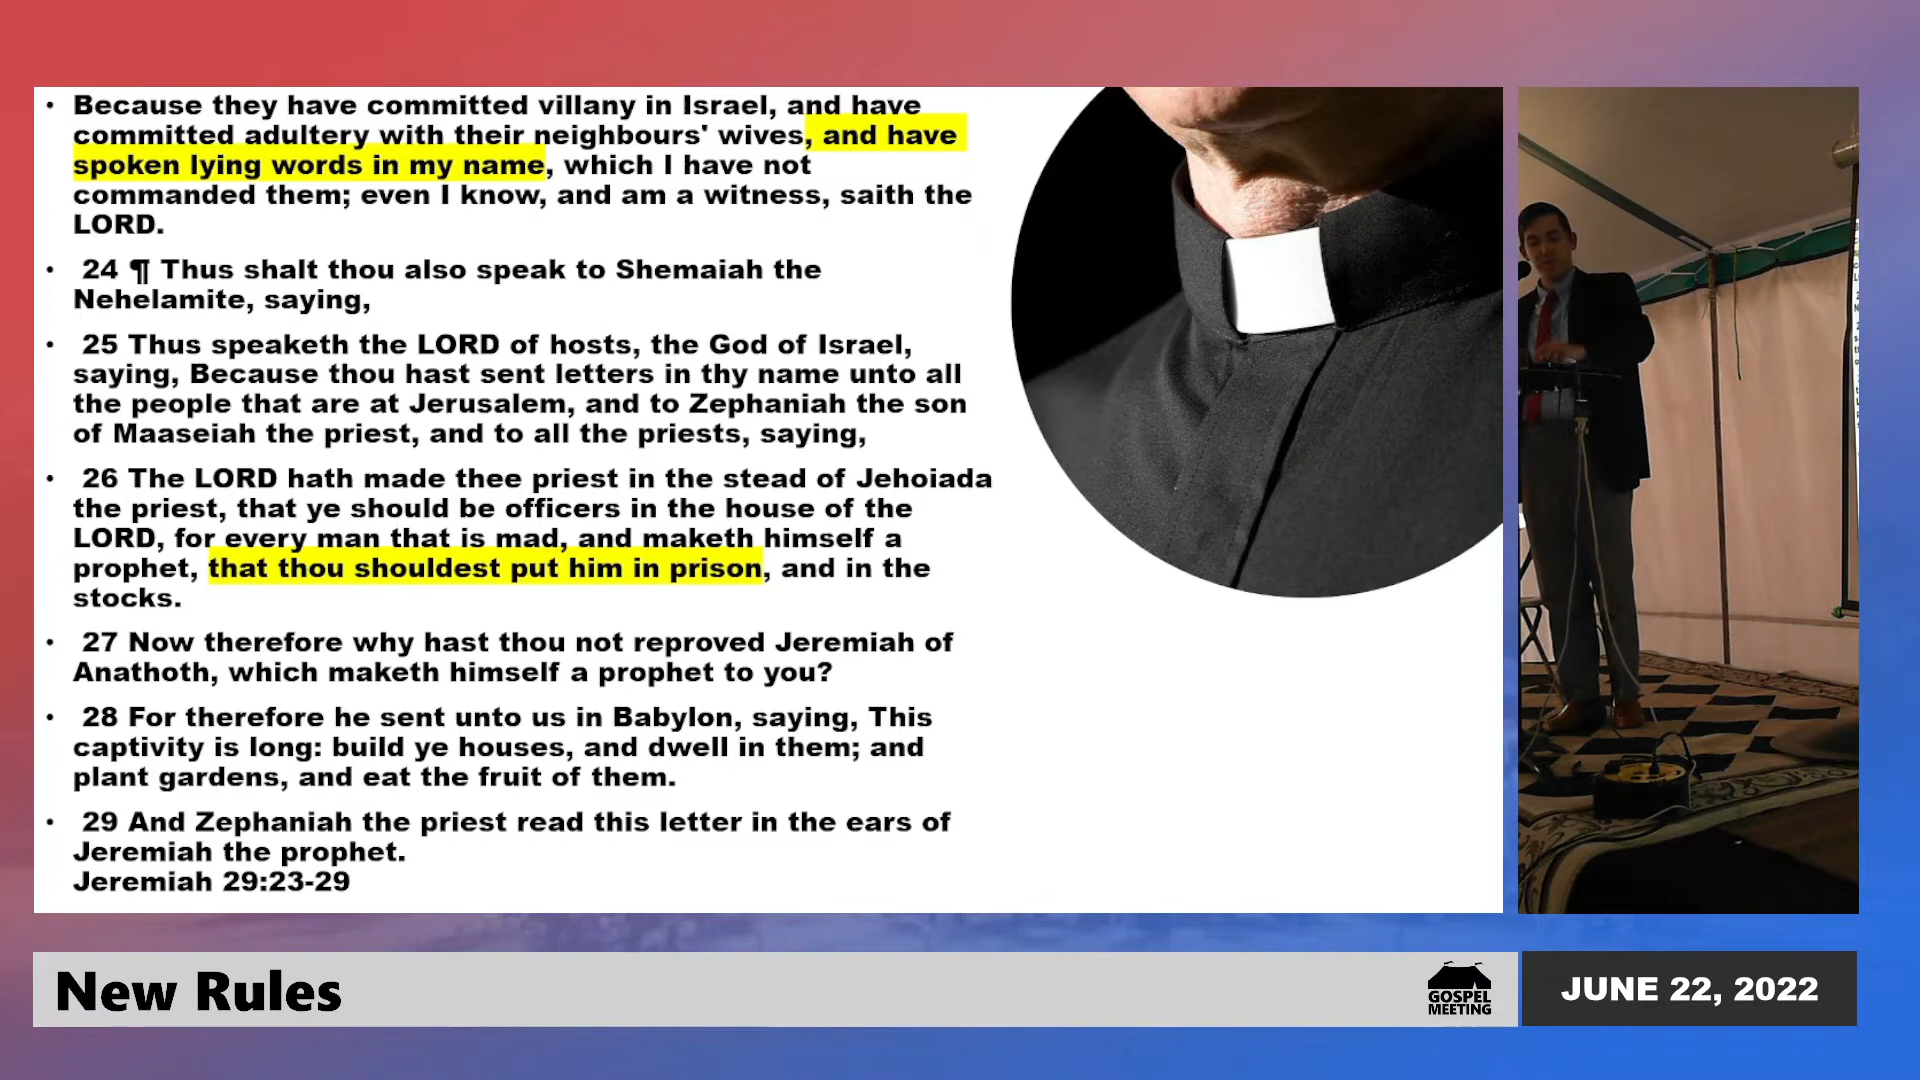 Because they have committed villany in Israel, and have
committed adultery with their neighbours' wives, and have
spoken lying words in my name, which I have not
commanded them; even I know, and am a witness, saith the
LORD.
24 ¶ Thus shalt thou also speak to Shemaiah the
Nehelamite, saying,
25 Thus speaketh the LORD of hosts, the God of Israel,
saying, Because thou hast sent letters in thy name unto all
the people that are at Jerusalem, and to Zephaniah the son
of Maaseiah the priest, and to all the priests, saying,
26 The LORD hath made thee priest in the stead of Jehoiada
the priest, that ye should be officers in the house of the
LORD, for every man that is mad, and maketh himself a
prophet, that thou shouldest put him in prison, and in the
stocks.
27 Now therefore why hast thou not reproved Jeremiah of
Anathoth, which maketh himself a prophet to you?
28 For therefore he sent unto us in Babylon, saying, This
captivity is long: build ye houses, and dwell in them; and
plant gardens, and eat the fruit of them.
29 And Zephaniah the priest read this letter in the ears of
Jeremiah the prophet.
Jeremiah 29:23-29
New Rules
GOSPEL
MEETING
JUNE 22, 2022